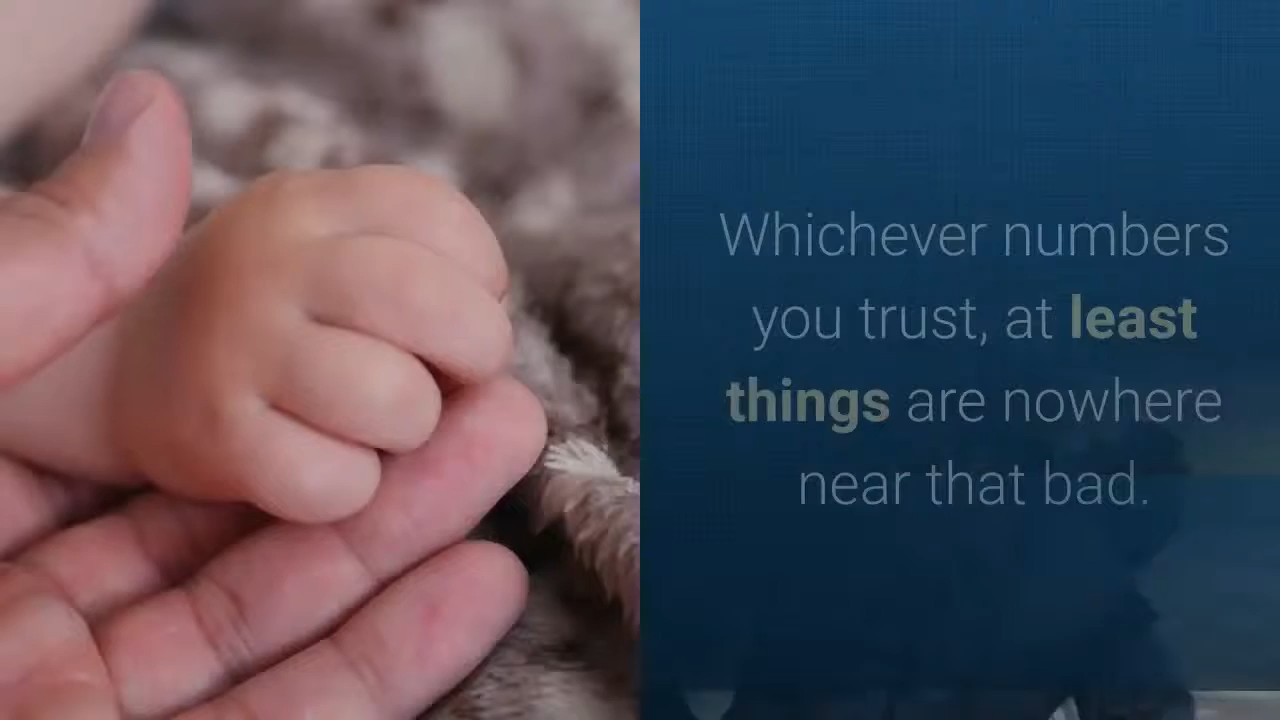 Whichever numbers
you trust, at least
things are nowhere
near that bad.